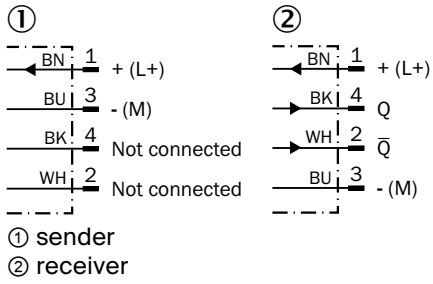 ① ②
BN 1 + (L+)
BU 3 - (M)
BK 4 Not connected
WH 2 Not connected
BN 1 + (L+)
BK 4 Q
WH 2 Q̅
BU 3 - (M)
① sender
② receiver